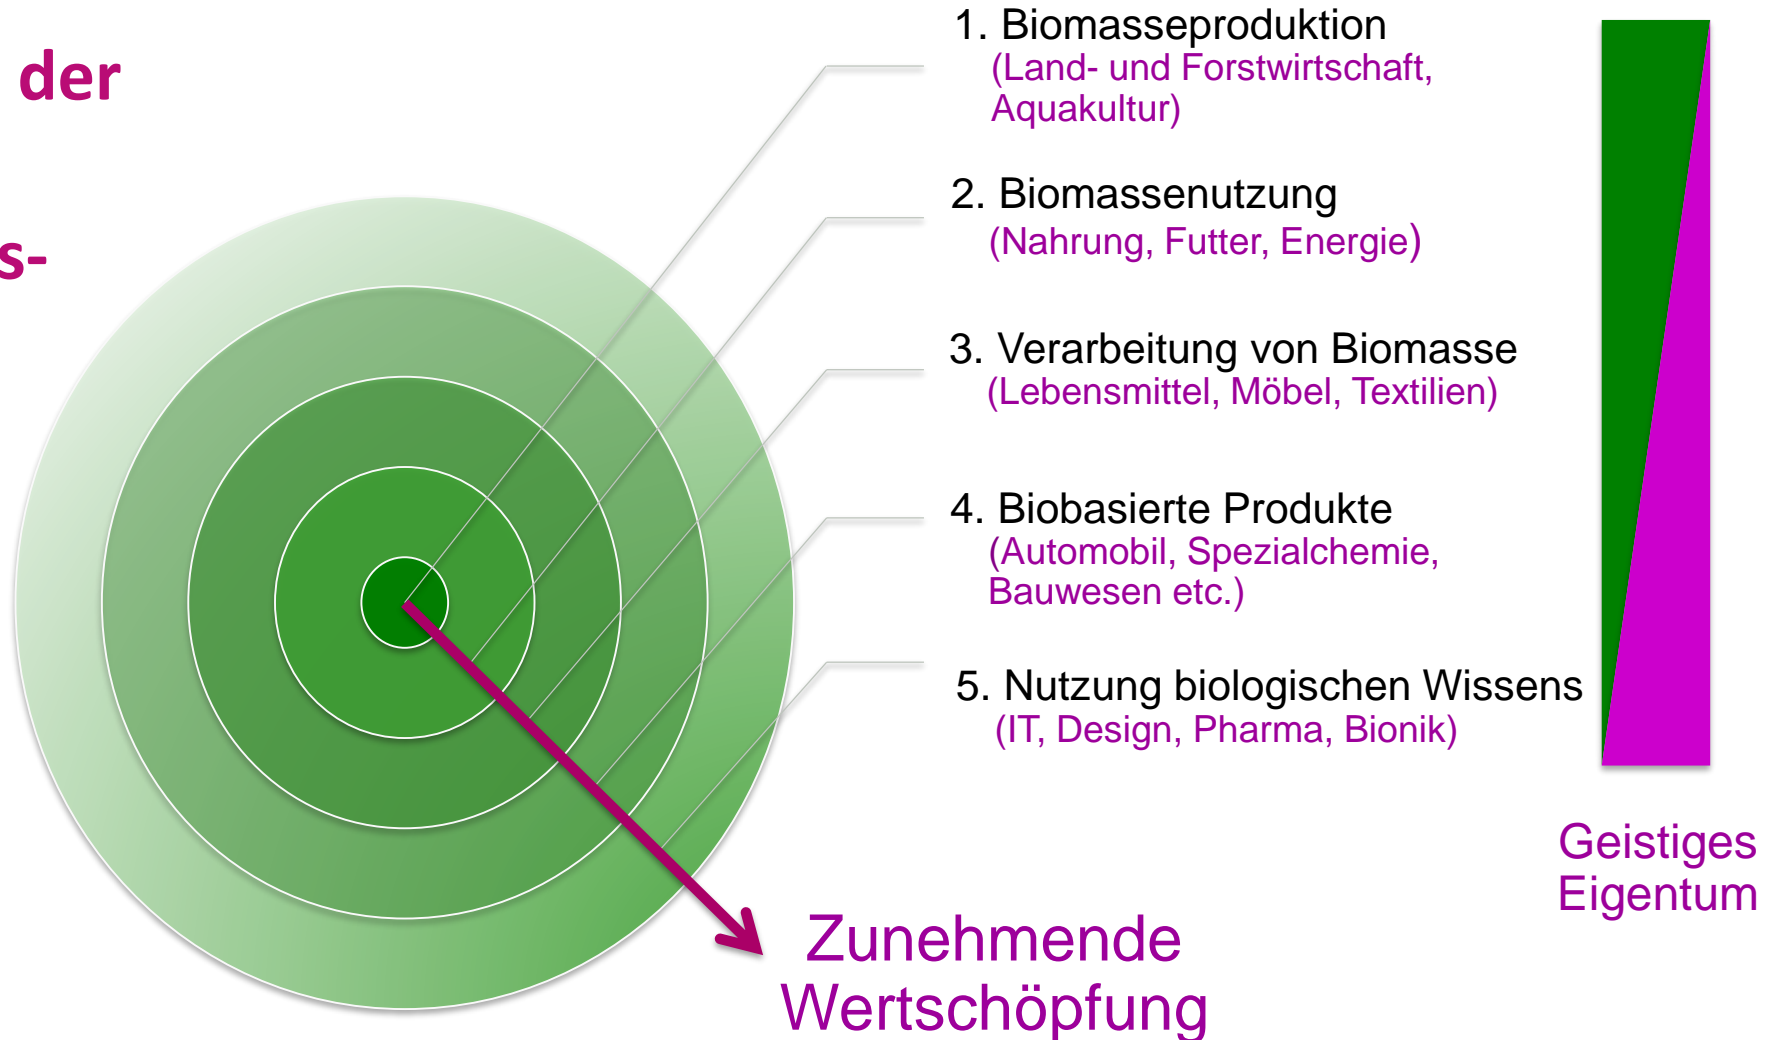 der
s-
1. Biomasseproduktion
(Land- und Forstwirtschaft,
Aquakultur)
2. Biomassenutzung
(Nahrung, Futter, Energie)
3. Verarbeitung von Biomasse
(Lebensmittel, Möbel, Textilien)
4. Biobasierte Produkte
(Automobil, Spezialchemie,
Bauwesen etc.)
5. Nutzung biologischen Wissens
(IT, Design, Pharma, Bionik)
Geistiges
Eigentum
Zunehmende
Wertschöpfung